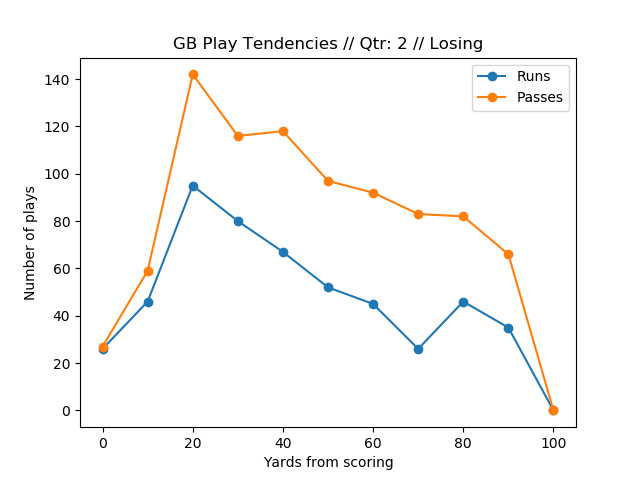 GB Play Tendencies // Qtr: 2 // Losing
Runs
Passes
Number of plays
140
120
100
80
60
40
20
0
0 20 40 60 80 100
Yards from scoring